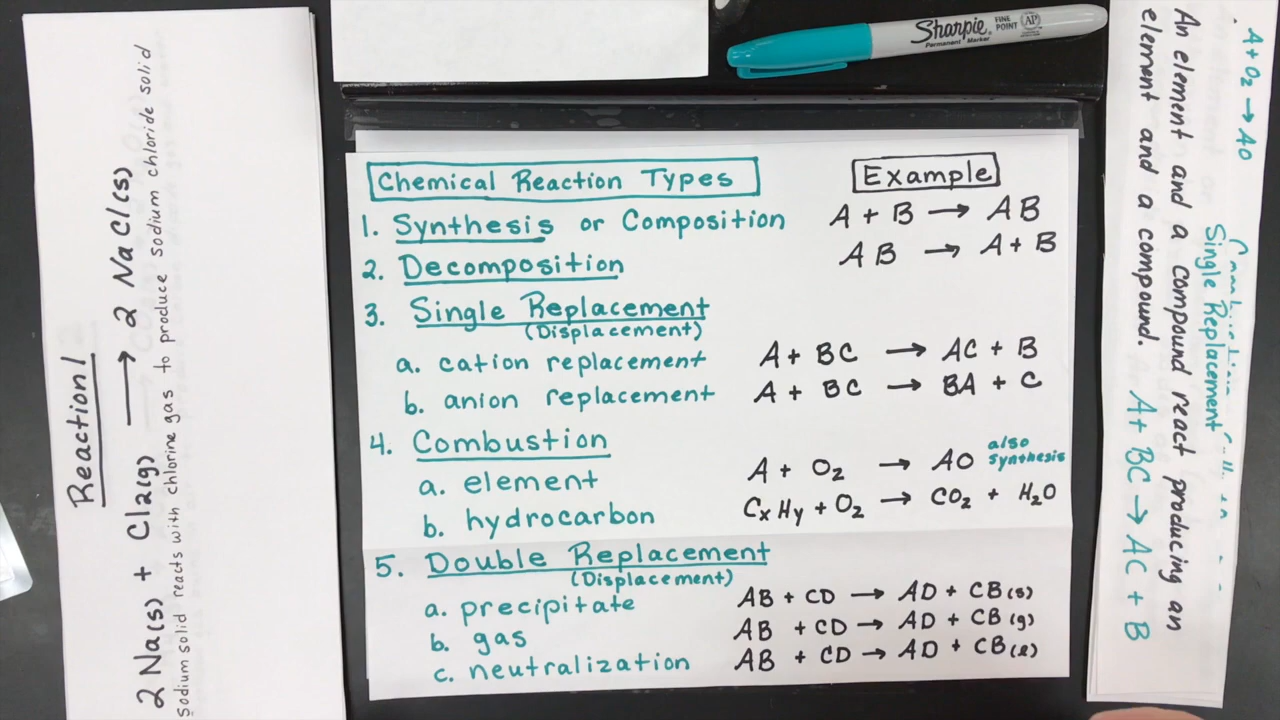 Reaction 1
2 Na(s) + Cl2(g) ⟶ 2 NaCl(s)
Sodium solid reacts with chlorine gas to produce sodium chloride solid
Sharpie
FINE POINT
AP
Permanent Marker
Chemical Reaction Types
Example
1. Synthesis or Composition A + B → AB
2. Decomposition AB → A + B
3. Single Replacement
(Displacement)
a. cation replacement A + BC → AC + B
b. anion replacement A + BC → BA + C
4. Combustion
a. element A + O2 → AO also synthesis
b. hydrocarbon CxHy + O2 → CO2 + H2O
5. Double Replacement
(Displacement)
a. precipitate AB + CD → AD + CB(s)
b. gas AB + CD → AD + CB(g)
c. neutralization AB + CD → AD + CB(l)
A + O2 → AO
Single Replacement
An element and a compound react producing an
element and a compound. A + BC → AC + B